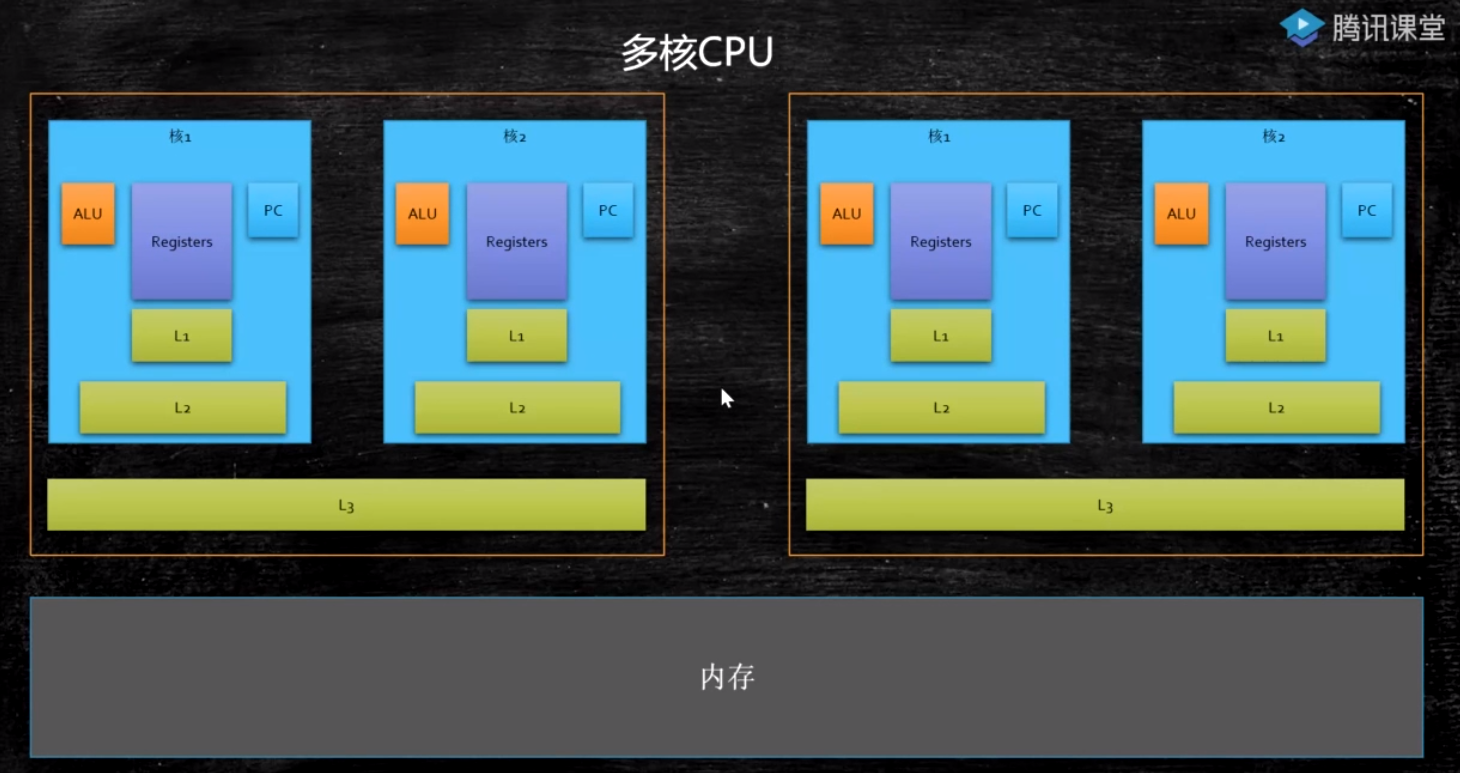 腾讯课堂
多核CPU
核1
ALU
Registers
PC
L1
L2
核2
ALU
Registers
PC
L1
L2
L3
核1
ALU
Registers
PC
L1
L2
核2
ALU
Registers
PC
L1
L2
L3
内存